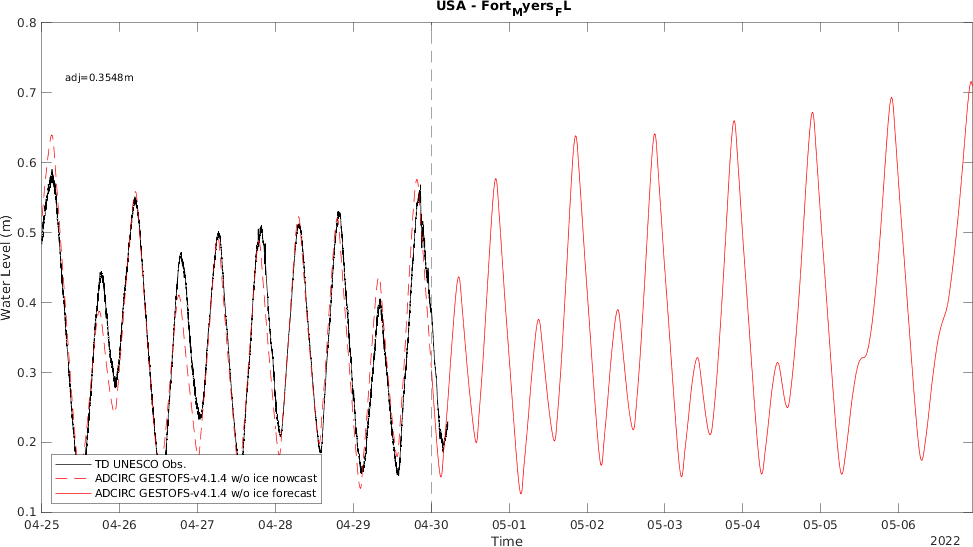 USA - Fort_Myers_FL
0.8
adj=0.3548m
0.7
0.6
0.5
Water Level (m)
0.4
0.3
0.2
TD UNESCO Obs.
ADCIRC GESTOFS-v4.1.4 w/o ice nowcast
ADCIRC GESTOFS-v4.1.4 w/o ice forecast
0.1
04-25 04-26 04-27 04-28 04-29 04-30 05-01 05-02 05-03 05-04 05-05 05-06
Time
2022